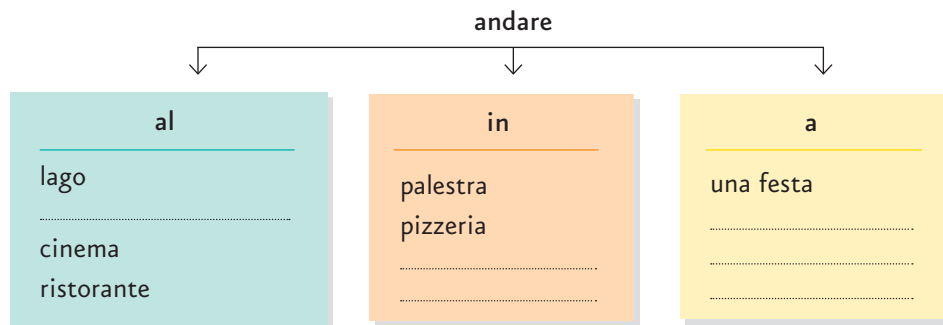 andare
al
lago
cinema
ristorante
in
palestra
pizzeria
a
una festa